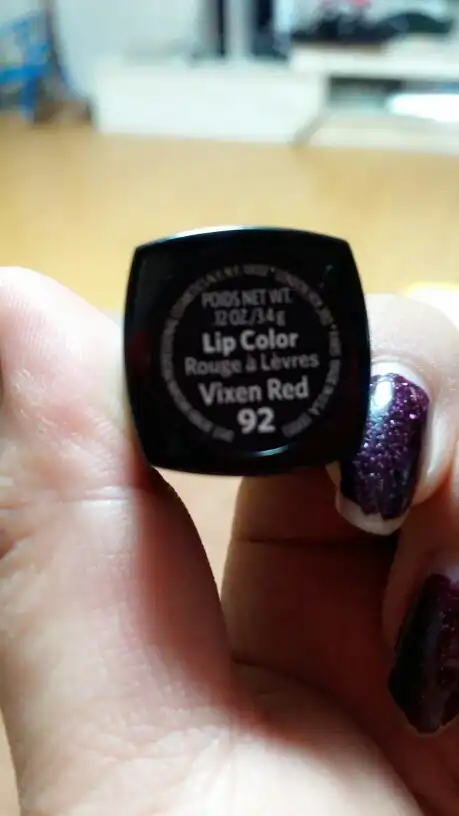 POIDS NET WT.
.12 OZ./3.4 g
Lip Color
Rouge à Lèvres
Vixen Red
92